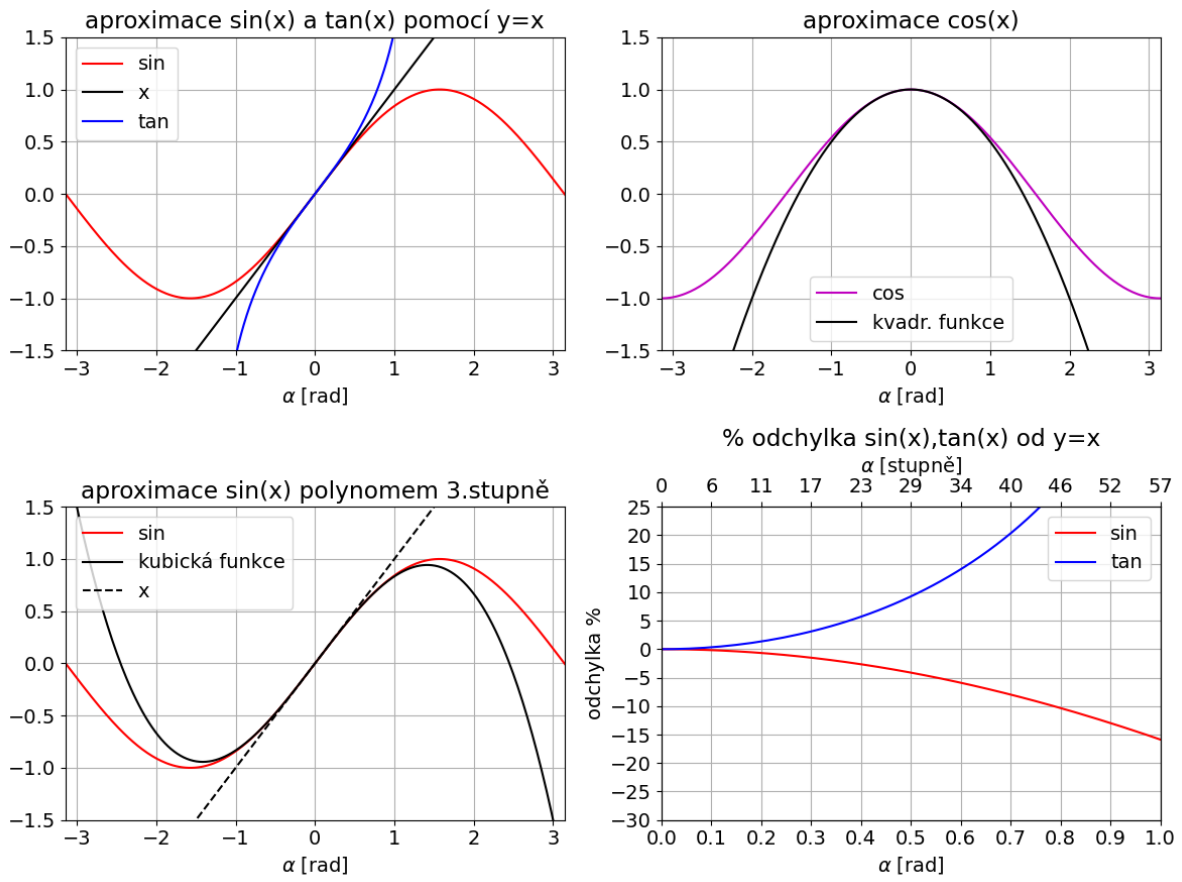 aproximace sin(x) a tan(x) pomocí y=x
1.5
1.0
0.5
0.0
−0.5
−1.0
−1.5
sin
x
tan
−3 −2 −1 0 1 2 3
α [rad]
aproximace cos(x)
1.5
1.0
0.5
0.0
−0.5
−1.0
−1.5
cos
kvadr. funkce
−3 −2 −1 0 1 2 3
α [rad]
aproximace sin(x) polynomem 3.stupně
1.5
1.0
0.5
0.0
−0.5
−1.0
−1.5
sin
kubická funkce
x
−3 −2 −1 0 1 2 3
α [rad]
% odchylka sin(x),tan(x) od y=x
α [stupně]
0 6 11 17 23 29 34 40 46 52 57
odchylka %
25
20
15
10
5
0
−5
−10
−15
−20
−25
−30
sin
tan
0.0 0.1 0.2 0.3 0.4 0.5 0.6 0.7 0.8 0.9 1.0
α [rad]